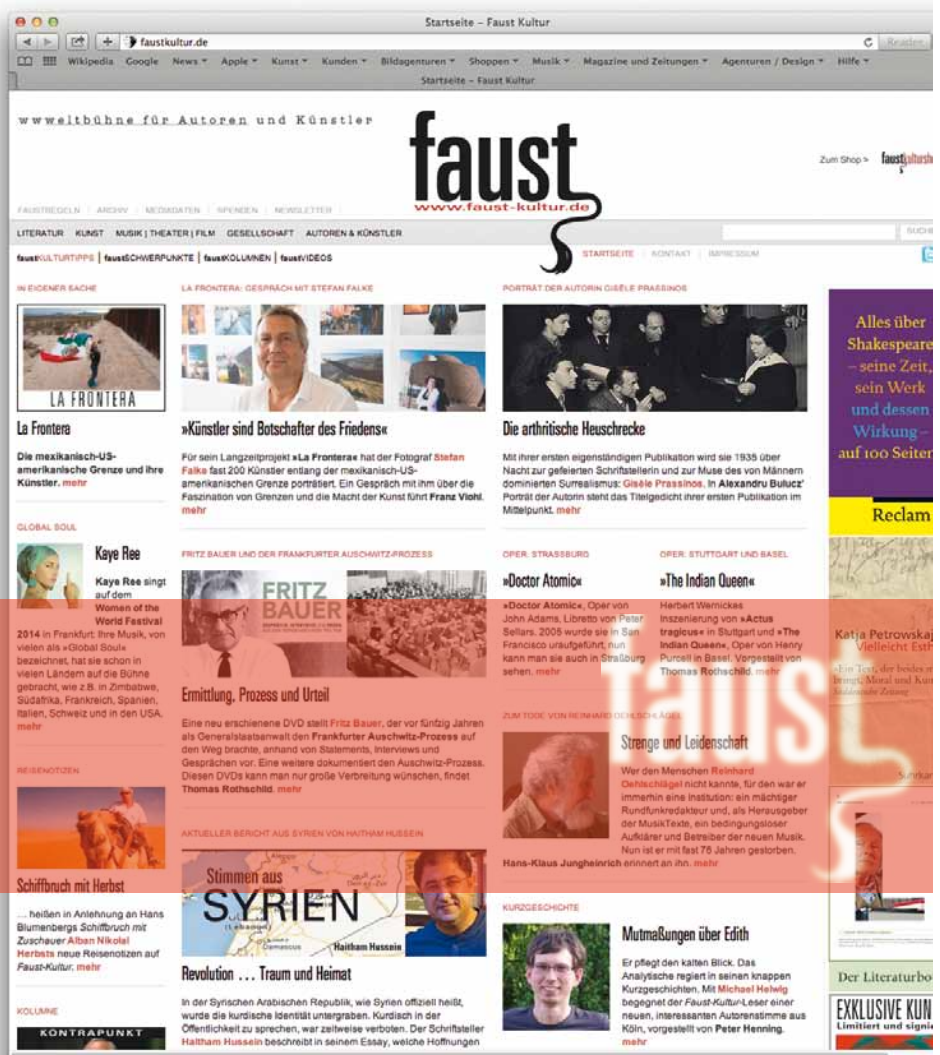 Startseite – Faust Kultur
faustkultur.de
Reader
Wikipedia Google News Apple Kunst Kunden Bildagenturen Shoppen Musik Magazine und Zeitungen Agenturen / Design Hilfe
Startseite – Faust Kultur
wwweltbühne für Autoren und Künstler
faust
www.faust-kultur.de
Zum Shop >
FAUSTREGELN | ARCHIV | MEDIADATEN | SPENDEN | NEWSLETTER |
LITERATUR KUNST MUSIK | THEATER | FILM GESELLSCHAFT AUTOREN & KÜNSTLER
SUCHE
faustKULTURTIPPS | faustSCHWERPUNKTE | faustKOLUMNEN | faustVIDEOS
STARTSEITE | KONTAKT | IMPRESSUM
IN EIGENER SACHE
LA FRONTERA
La Frontera
Die mexikanisch-US-
amerikanische Grenze und ihre
Künstler. mehr
GLOBAL SOUL
Kaye Ree
Kaye Ree singt
auf dem
Women of the
World Festival
2014 in Frankfurt: Ihre Musik, von
vielen als »Global Soul«
bezeichnet, hat sie schon in
vielen Ländern auf die Bühne
gebracht, wie z.B. in Zimbabwe,
Südafrika, Frankreich, Spanien,
Italien, Schweiz und in den USA.
mehr
REISENOTIZEN
Schiffbruch mit Herbst
… heißen in Anlehnung an Hans
Blumenbergs Schiffbruch mit
Zuschauer Alban Nikolai
Herbsts neue Reisenotizen auf
Faust-Kultur. mehr
KOLUMNE
KONTRAPUNKT
LA FRONTERA: GESPRÄCH MIT STEFAN FALKE
»Künstler sind Botschafter des Friedens«
Für sein Langzeitprojekt »La Frontera« hat der Fotograf Stefan
Falke fast 200 Künstler entlang der mexikanisch-US-
amerikanischen Grenze porträtiert. Ein Gespräch mit ihm über die
Faszination von Grenzen und die Macht der Kunst führt Franz Viohl.
mehr
FRITZ BAUER UND DER FRANKFURTER AUSCHWITZ-PROZESS
FRITZ
BAUER
Ermittlung, Prozess und Urteil
Eine neu erschienene DVD stellt Fritz Bauer, der vor fünfzig Jahren
als Generalstaatsanwalt den Frankfurter Auschwitz-Prozess auf
den Weg brachte, anhand von Statements, Interviews und
Gesprächen vor. Eine weitere dokumentiert den Auschwitz-Prozess.
Diesen DVDs kann man nur große Verbreitung wünschen, findet
Thomas Rothschild. mehr
AKTUELLER BERICHT AUS SYRIEN VON HAITHAM HUSSEIN
Stimmen aus
SYRIEN
(Lebanon)
Damascus
Haitham Hussein
Revolution … Traum und Heimat
In der Syrischen Arabischen Republik, wie Syrien offiziell heißt,
wurde die kurdische Identität untergraben. Kurdisch in der
Öffentlichkeit zu sprechen, war zeitweise verboten. Der Schriftsteller
Haitham Hussein beschreibt in seinem Essay, welche Hoffnungen
PORTRÄT DER AUTORIN GISÈLE PRASSINOS
Die arthritische Heuschrecke
Mit ihrer ersten eigenständigen Publikation wird sie 1935 über
Nacht zur gefeierten Schriftstellerin und zur Muse des von Männern
dominierten Surrealismus: Gisèle Prassinos. In Alexandru Bulucz'
Porträt der Autorin steht das Titelgedicht ihrer ersten Publikation im
Mittelpunkt. mehr
OPER: STRASSBURG
»Doctor Atomic«
»Doctor Atomic«, Oper von
John Adams, Libretto von Peter
Sellars. 2005 wurde sie in San
Francisco uraufgeführt, nun
kann man sie auch in Straßburg
sehen. mehr
OPER: STUTTGART UND BASEL
»The Indian Queen«
Herbert Wernickes
Inszenierung von »Actus
tragicus« in Stuttgart und »The
Indian Queen«, Oper von Henry
Purcell in Basel. Vorgestellt von
Thomas Rothschild. mehr
faust
ZUM TODE VON REINHARD OEHLSCHLÄGEL
Strenge und Leidenschaft
Wer den Menschen Reinhard
Oehlschlägel nicht kannte, für den war er
immerhin eine Institution: ein mächtiger
Rundfunkredakteur und, als Herausgeber
der MusikTexte, ein bedingungsloser
Aufklärer und Betreiber der neuen Musik.
Nun ist er mit fast 78 Jahren gestorben.
Hans-Klaus Jungheinrich erinnert an ihn. mehr
KURZGESCHICHTE
Mutmaßungen über Edith
Er pflegt den kalten Blick. Das
Analytische regiert in seinen knappen
Kurzgeschichten. Mit Michael Helwig
begegnet der Faust-Kultur-Leser einer
neuen, interessanten Autorenstimme aus
Köln, vorgestellt von Peter Henning.
mehr
Alles über
Shakespeare
– seine Zeit,
sein Werk
und dessen
Wirkung –
auf 100 Seiten
Reclam
Katja Petrowskaj
Vielleicht Esth
»Ein Text, der beides
bringt, Moral und Kun
Süddeutsche Zeitung
Suhrkam
Der Literaturbo
EXKLUSIVE KUN
Limitiert und signie